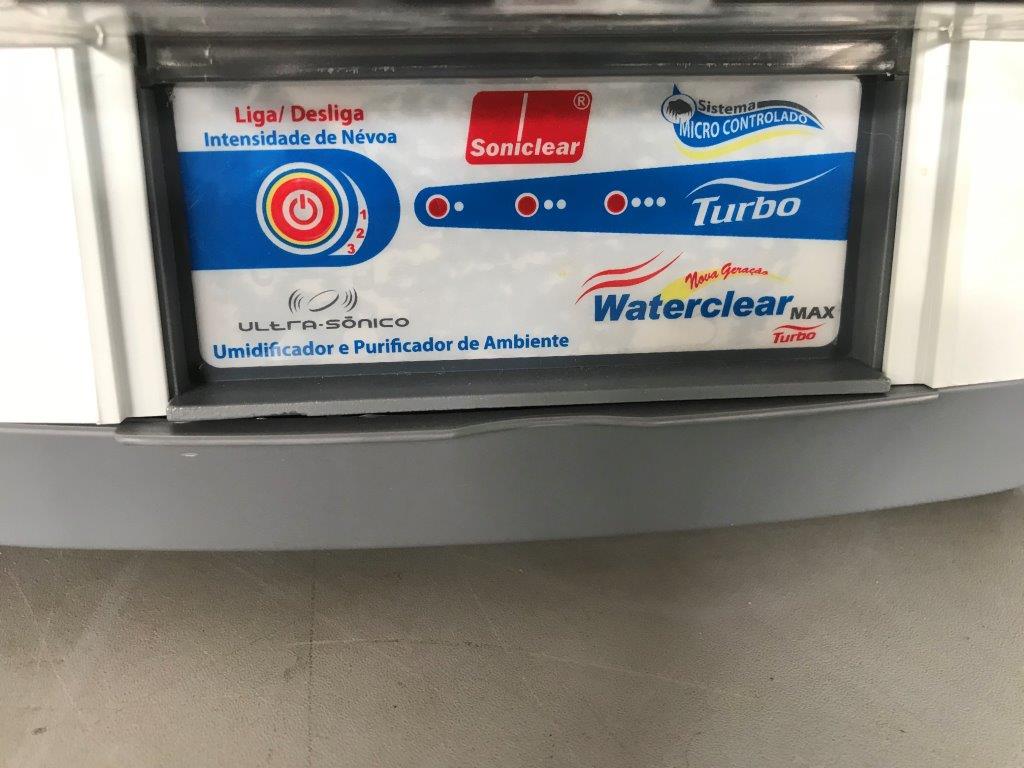 Liga/ Desliga
Intensidade de Névoa
1
2
3
Soniclear®
Sistema
MICRO CONTROLADO
Turbo
ULTRA-SÔNICO
Umidificador e Purificador de Ambiente
Nova Geração
Waterclear MAX
Turbo